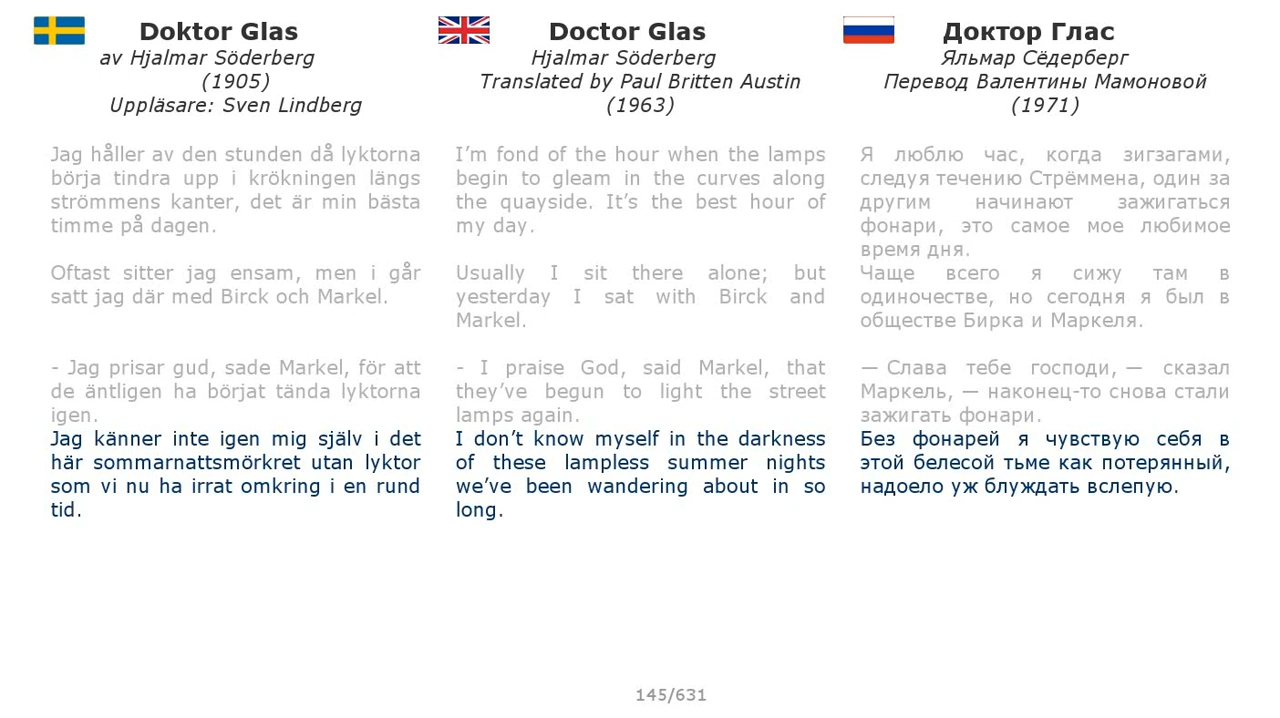 Doktor Glas
av Hjalmar Söderberg
(1905)
Uppläsare: Sven Lindberg
Jag håller av den stunden då lyktorna
börja tindra upp i krökningen längs
strömmens kanter, det är min bästa
timme på dagen.
Oftast sitter jag ensam, men i går
satt jag där med Birck och Markel.
- Jag prisar gud, sade Markel, för att
de äntligen ha börjat tända lyktorna
igen.
Jag känner inte igen mig själv i det
här sommarnattsmörkret utan lyktor
som vi nu ha irrat omkring i en rund
tid.
Doctor Glas
Hjalmar Söderberg
Translated by Paul Britten Austin
(1963)
I’m fond of the hour when the lamps
begin to gleam in the curves along
the quayside. It’s the best hour of
my day.
Usually I sit there alone; but
yesterday I sat with Birck and
Markel.
- I praise God, said Markel, that
they’ve begun to light the street
lamps again.
I don’t know myself in the darkness
of these lampless summer nights
we’ve been wandering about in so
long.
Доктор Глас
Яльмар Сёдерберг
Перевод Валентины Мамоновой
(1971)
Я люблю час, когда зигзагами,
следуя течению Стрёммена, один за
другим начинают зажигаться
фонари, это самое мое любимое
время дня.
Чаще всего я сижу там в
одиночестве, но сегодня я был в
обществе Бирка и Маркеля.
— Слава тебе господи, — сказал
Маркель, — наконец-то снова стали
зажигать фонари.
Без фонарей я чувствую себя в
этой белесой тьме как потерянный,
надоело уж блуждать вслепую.
145/631